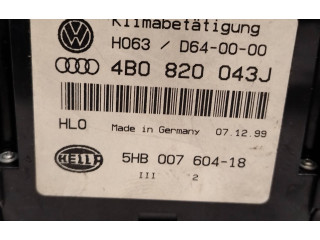 Klimabetätigung
H063 / D64-00-00
4B0 820 043J
HLO Made in Germany 07.12.99
HELLA 5HB 007 604-18
III 2